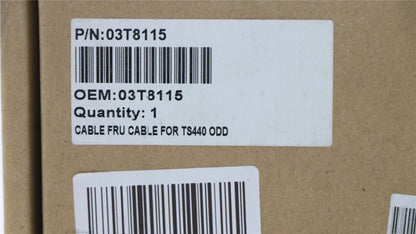 P/N:03T8115
OEM:03T8115
Quantity: 1
CABLE FRU CABLE FOR TS440 ODD